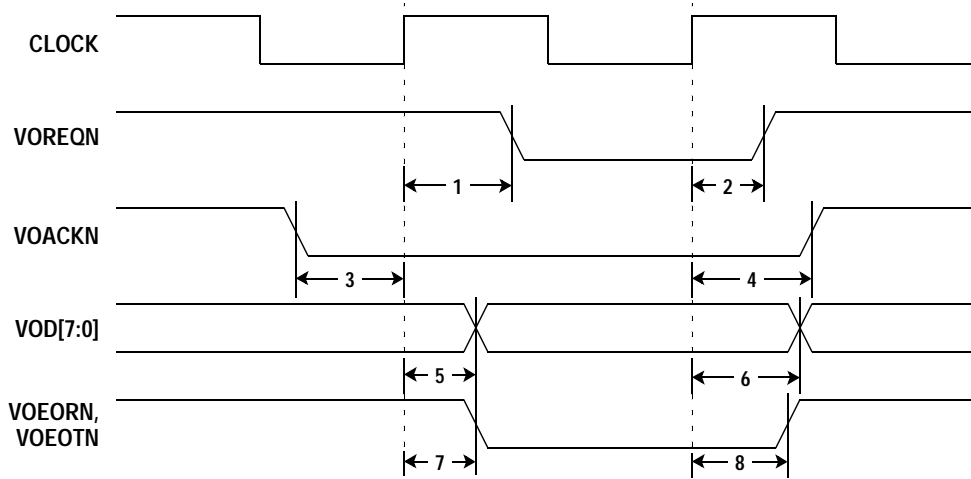 CLOCK
VOREQN
1
2
VOACKN
3
4
VOD[7:0]
5
6
VOEORN,
VOEOTN
7
8